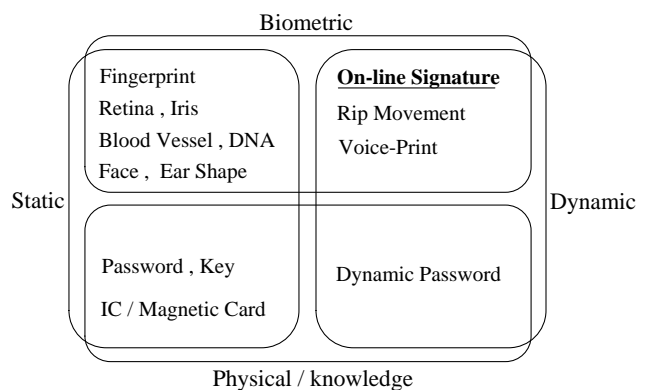 Biometric
Fingerprint
Retina , Iris
Blood Vessel , DNA
Face , Ear Shape
On-line Signature
Rip Movement
Voice-Print
Static
Dynamic
Password , Key
IC / Magnetic Card
Dynamic Password
Physical / knowledge